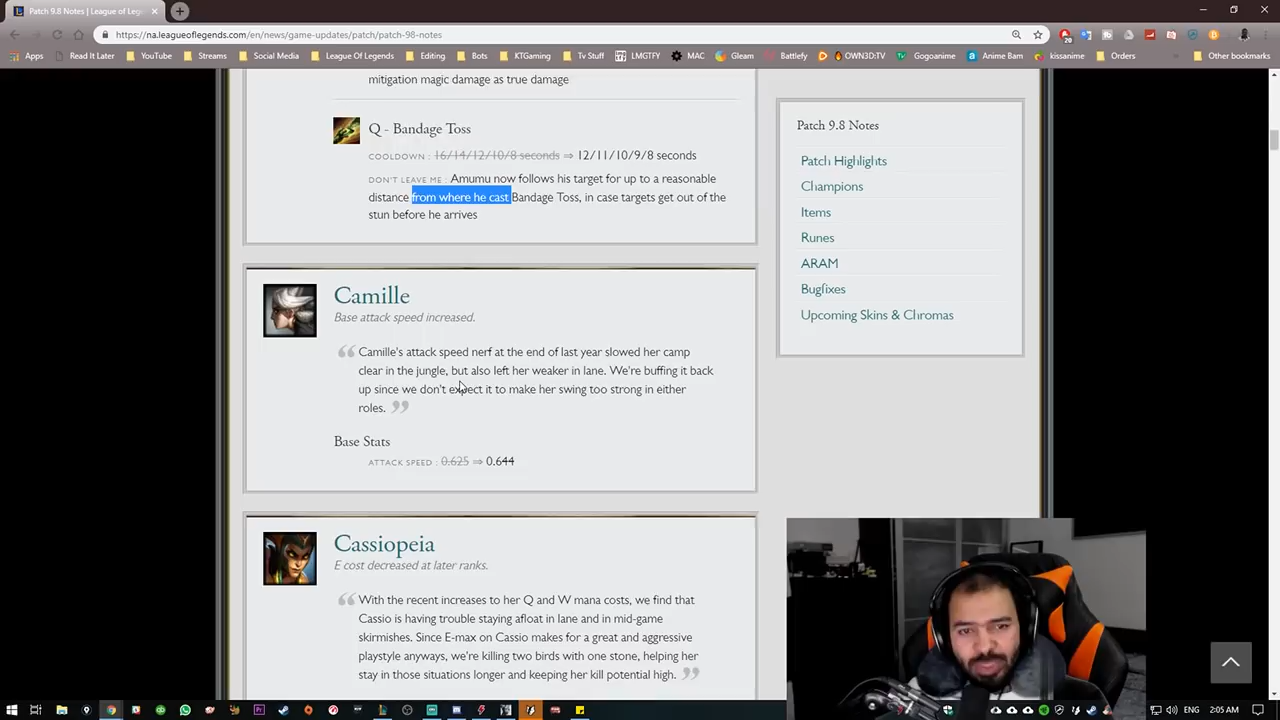 Patch 9.8 Notes | League of Leg
https://na.leagueoflegends.com/en/news/game-updates/patch/patch-98-notes
Apps Read It Later YouTube Streams Social Media League Of Legends Editing Bots KTGaming Tv Stuff LMGTFY MAC Gleam Battlefy OWN3D:TV Gogoanime Anime Bam kissanime Orders Other bookmarks
mitigation magic damage as true damage
Q - Bandage Toss
COOLDOWN : 16/14/12/10/8 seconds ⇒ 12/11/10/9/8 seconds
DON'T LEAVE ME : Amumu now follows his target for up to a reasonable
distance from where he cast Bandage Toss, in case targets get out of the
stun before he arrives
Camille
Base attack speed increased.
Camille's attack speed nerf at the end of last year slowed her camp
clear in the jungle, but also left her weaker in lane. We're buffing it back
up since we don't expect it to make her swing too strong in either
roles.
Base Stats
ATTACK SPEED : 0.625 ⇒ 0.644
Cassiopeia
E cost decreased at later ranks.
With the recent increases to her Q and W mana costs, we find that
Cassio is having trouble staying afloat in lane and in mid-game
skirmishes. Since E-max on Cassio makes for a great and aggressive
playstyle anyways, we're killing two birds with one stone, helping her
stay in those situations longer and keeping her kill potential high.
Patch 9.8 Notes
Patch Highlights
Champions
Items
Runes
ARAM
Bugfixes
Upcoming Skins & Chromas
ENG 2:05 AM